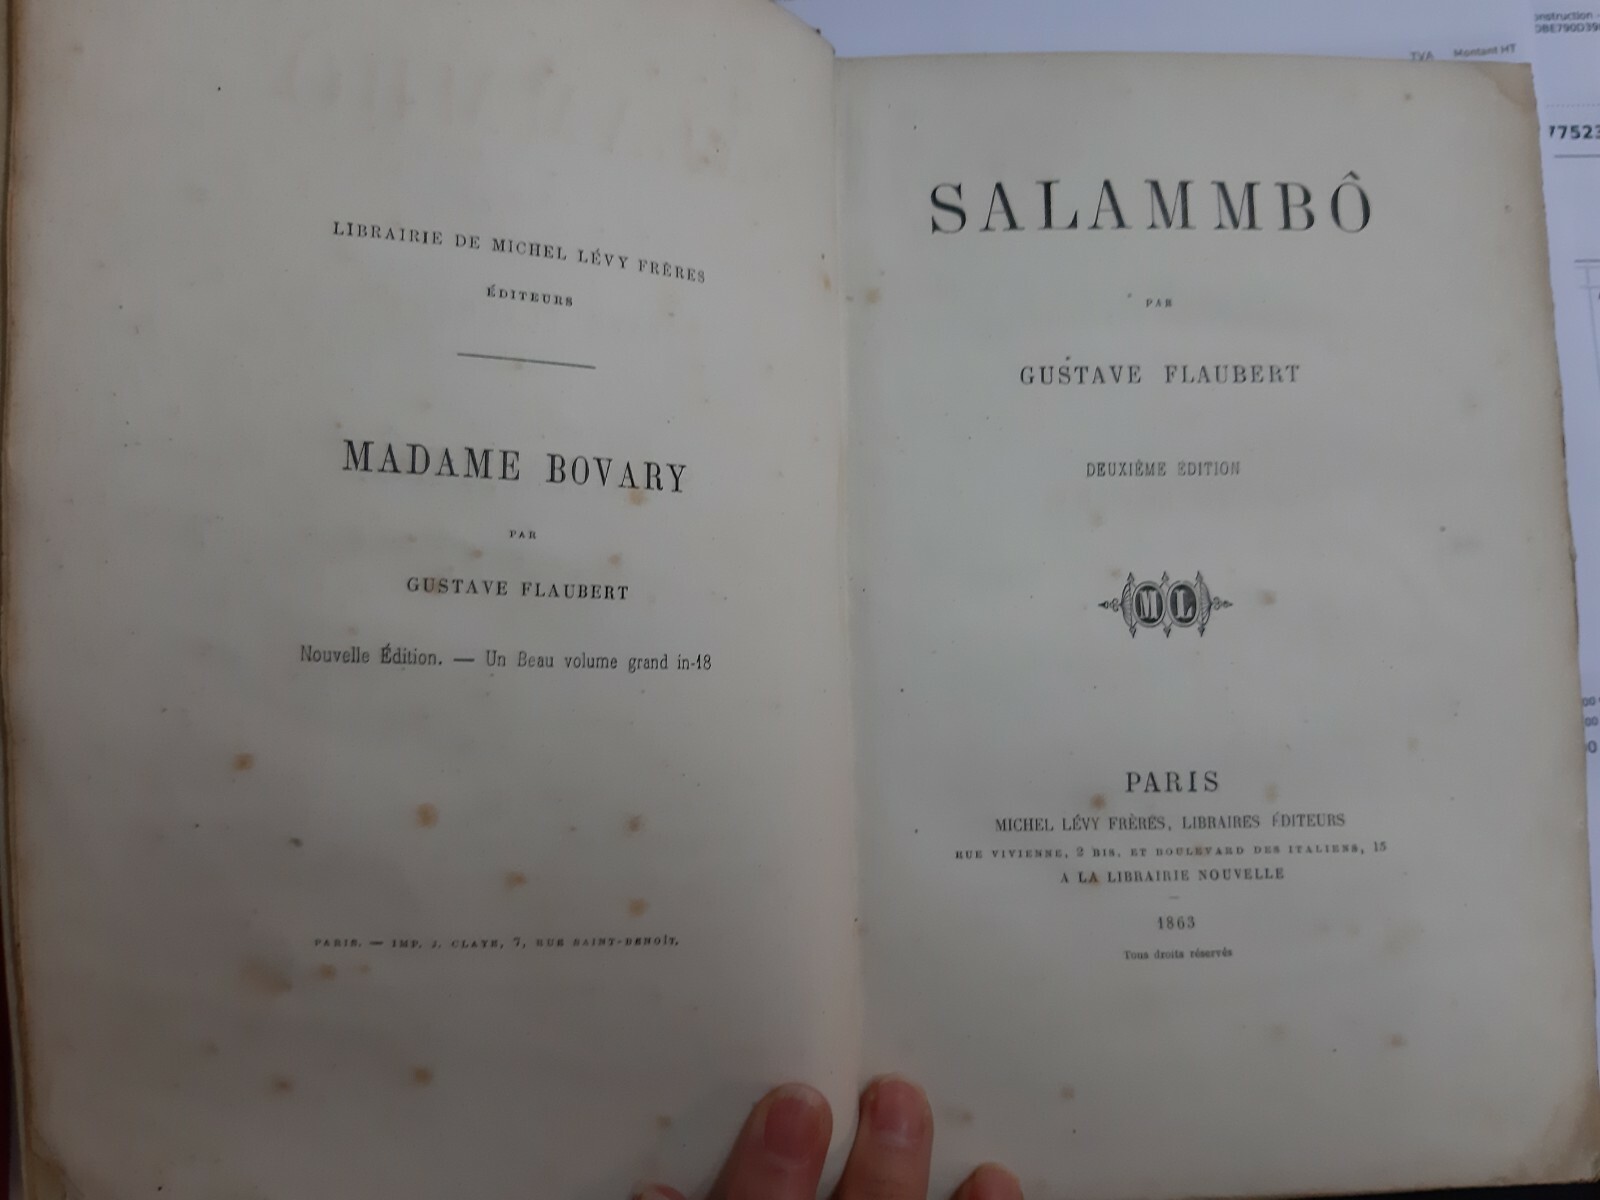 LIBRAIRIE DE MICHEL LÉVY FRÈRES
ÉDITEURS
MADAME BOVARY
PAR
GUSTAVE FLAUBERT
Nouvelle Édition. — Un Beau volume grand in-18
PARIS. — IMP. J. CLAYE, 7, RUE SAINT-BENOÎT.
SALAMMBÔ
PAR
GUSTAVE FLAUBERT
DEUXIÈME ÉDITION
ML
PARIS
MICHEL LÉVY FRÈRES, LIBRAIRES ÉDITEURS
RUE VIVIENNE, 2 BIS, ET BOULEVARD DES ITALIENS, 15
A LA LIBRAIRIE NOUVELLE
1863
Tous droits réservés
TVA Montant HT